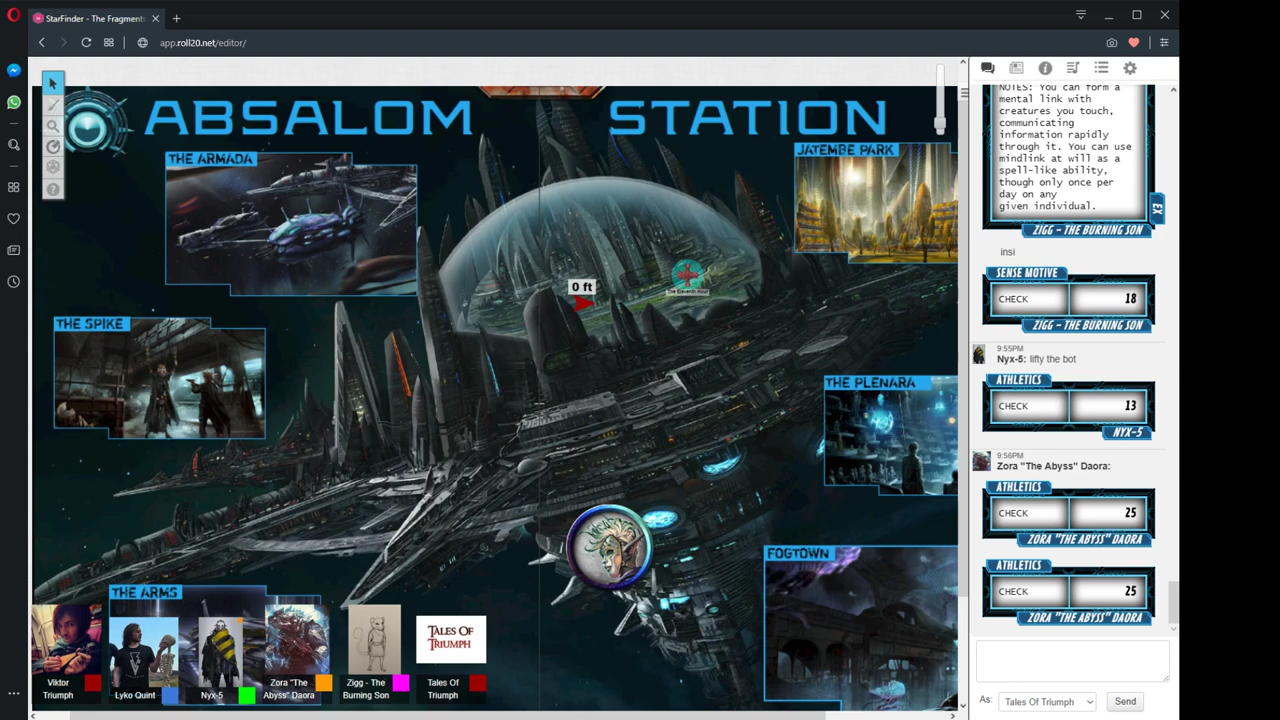 StarFinder - The Fragments
app.roll20.net/editor/
ABSALOM STATION
THE ARMADA
JATEMBE PARK
THE SPIKE
0 ft
The Eleventh Hour
THE PLENARA
FOGTOWN
THE ARMS
Viktor
Triumph
Lyko Quint
Nyx-5
Zora "The
Abyss" Daora
Zigg - The
Burning Son
TALES OF
TRIUMPH
Tales Of
Triumph
NOTES: You can form a
mental link with
creatures you touch,
communicating
information rapidly
through it. You can use
mindlink at will as a
spell-like ability,
though only once per
day on any
given individual.
EX
ZIGG - THE BURNING SON
insi
SENSE MOTIVE
CHECK 18
ZIGG - THE BURNING SON
9:55PM
Nyx-5: lifty the bot
ATHLETICS
CHECK 13
NYX-5
9:56PM
Zora "The Abyss" Daora:
ATHLETICS
CHECK 25
ZORA "THE ABYSS" DAORA
ATHLETICS
CHECK 25
ZORA "THE ABYSS" DAORA
As: Tales Of Triumph Send